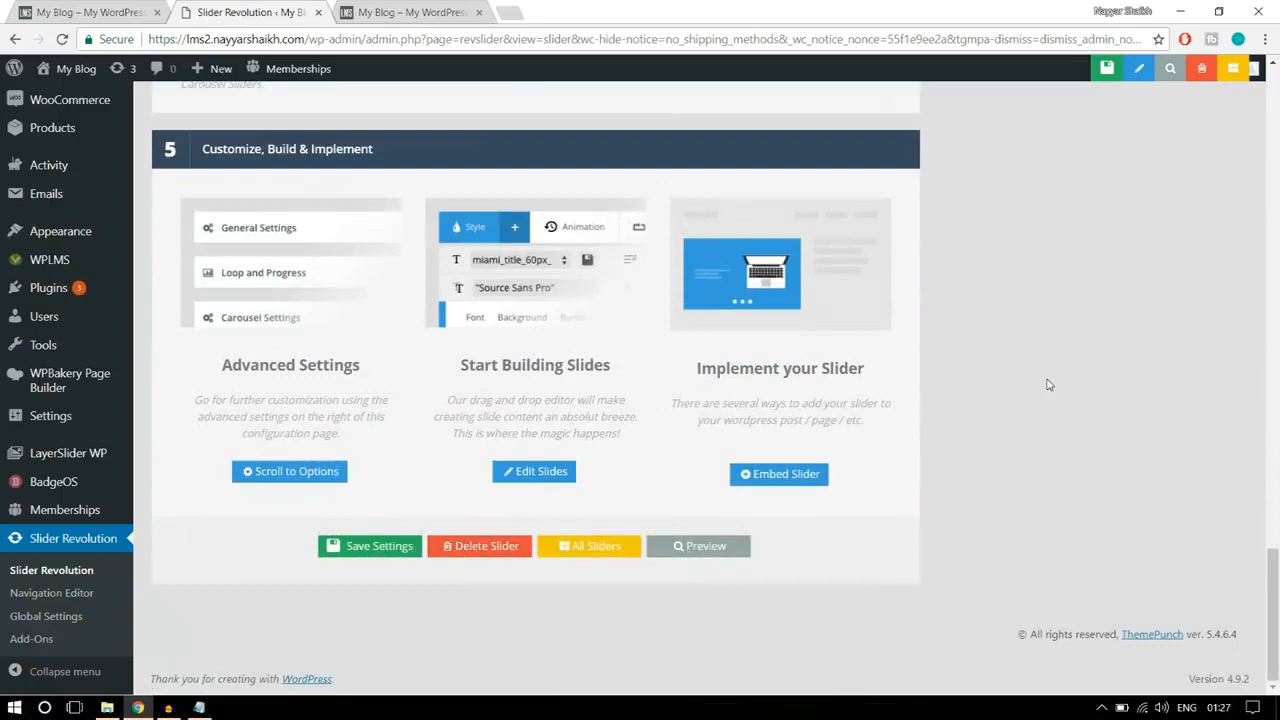 My Blog – My WordPress
Slider Revolution ‹ My Bl
My Blog – My WordPress
Nayyar Shaikh
Secure
https://lms2.nayyarshaikh.com/wp-admin/admin.php?page=revslider&view=slider&wc-hide-notice=no_shipping_methods&_wc_notice_nonce=55f1e9ee2a&tgmpa-dismiss=dismiss_admin_no...
My Blog
3
0
New
Memberships
WooCommerce
Products
Activity
Emails
Appearance
WPLMS
Plugins 3
Users
Tools
WPBakery Page
Builder
Settings
LayerSlider WP
BadgeOS
Memberships
Slider Revolution
Slider Revolution
Navigation Editor
Global Settings
Add-Ons
Collapse menu
Carousel Sliders.
5 Customize, Build & Implement
General Settings
Loop and Progress
Carousel Settings
Advanced Settings
Go for further customization using the
advanced settings on the right of this
configuration page.
Scroll to Options
Style
+
Animation
T miami_title_60px_
T "Source Sans Pro"
Font Background Border
Start Building Slides
Our drag and drop editor will make
creating slide content an absolut breeze.
This is where the magic happens!
Edit Slides
Implement your Slider
There are several ways to add your slider to
your wordpress post / page / etc.
Embed Slider
Save Settings
Delete Slider
All Sliders
Preview
© All rights reserved, ThemePunch ver. 5.4.6.4
Thank you for creating with WordPress.
Version 4.9.2
ENG
01:27